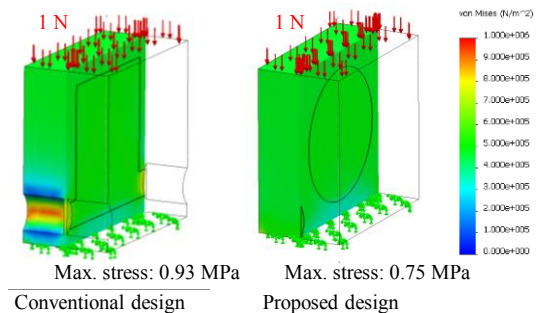 1 N
1 N
von Mises (N/m^2)
1.000e+006
9.000e+005
8.000e+005
7.000e+005
6.000e+005
5.000e+005
4.000e+005
3.000e+005
2.000e+005
1.000e+005
0.000e+000
Max. stress: 0.93 MPa
Max. stress: 0.75 MPa
Conventional design
Proposed design